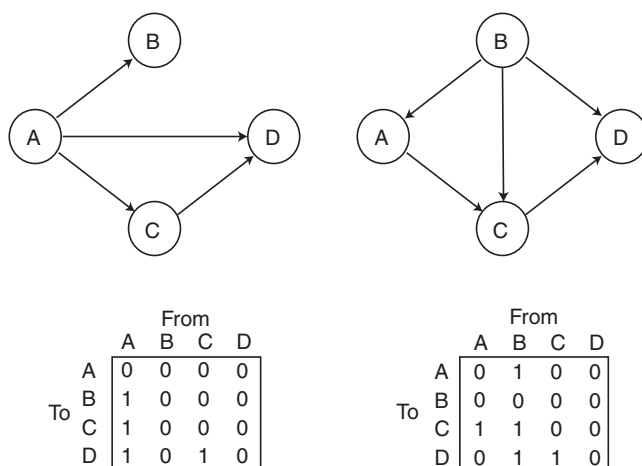 B B
A D A D
C C
From From
A B C D A B C D
A 0 0 0 0 A 0 1 0 0
To B 1 0 0 0 To B 0 0 0 0
C 1 0 0 0 C 1 1 0 0
D 1 0 1 0 D 0 1 1 0